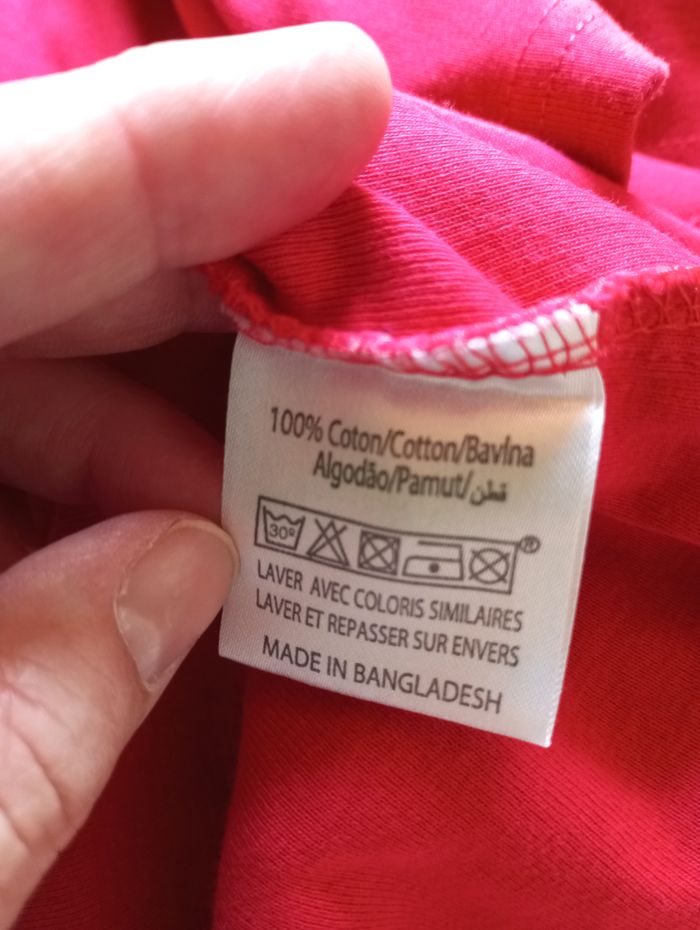 100% Coton/Cotton/Bavlna
Algodão/Pamut/قطن
30º
®
LAVER AVEC COLORIS SIMILAIRES
LAVER ET REPASSER SUR ENVERS
MADE IN BANGLADESH